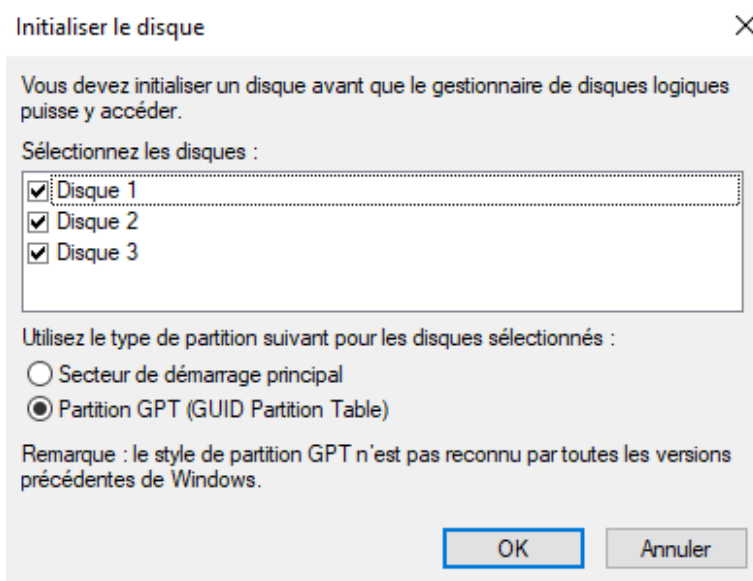 Initialiser le disque
Vous devez initialiser un disque avant que le gestionnaire de disques logiques
puisse y accéder.
Sélectionnez les disques :
Disque 1
Disque 2
Disque 3
Utilisez le type de partition suivant pour les disques sélectionnés :
Secteur de démarrage principal
Partition GPT (GUID Partition Table)
Remarque : le style de partition GPT n'est pas reconnu par toutes les versions
précédentes de Windows.
OK Annuler